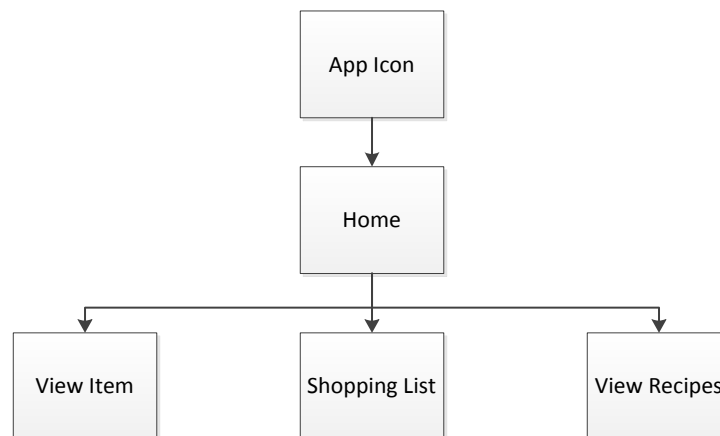 App Icon
Home
View Item
Shopping List
View Recipes